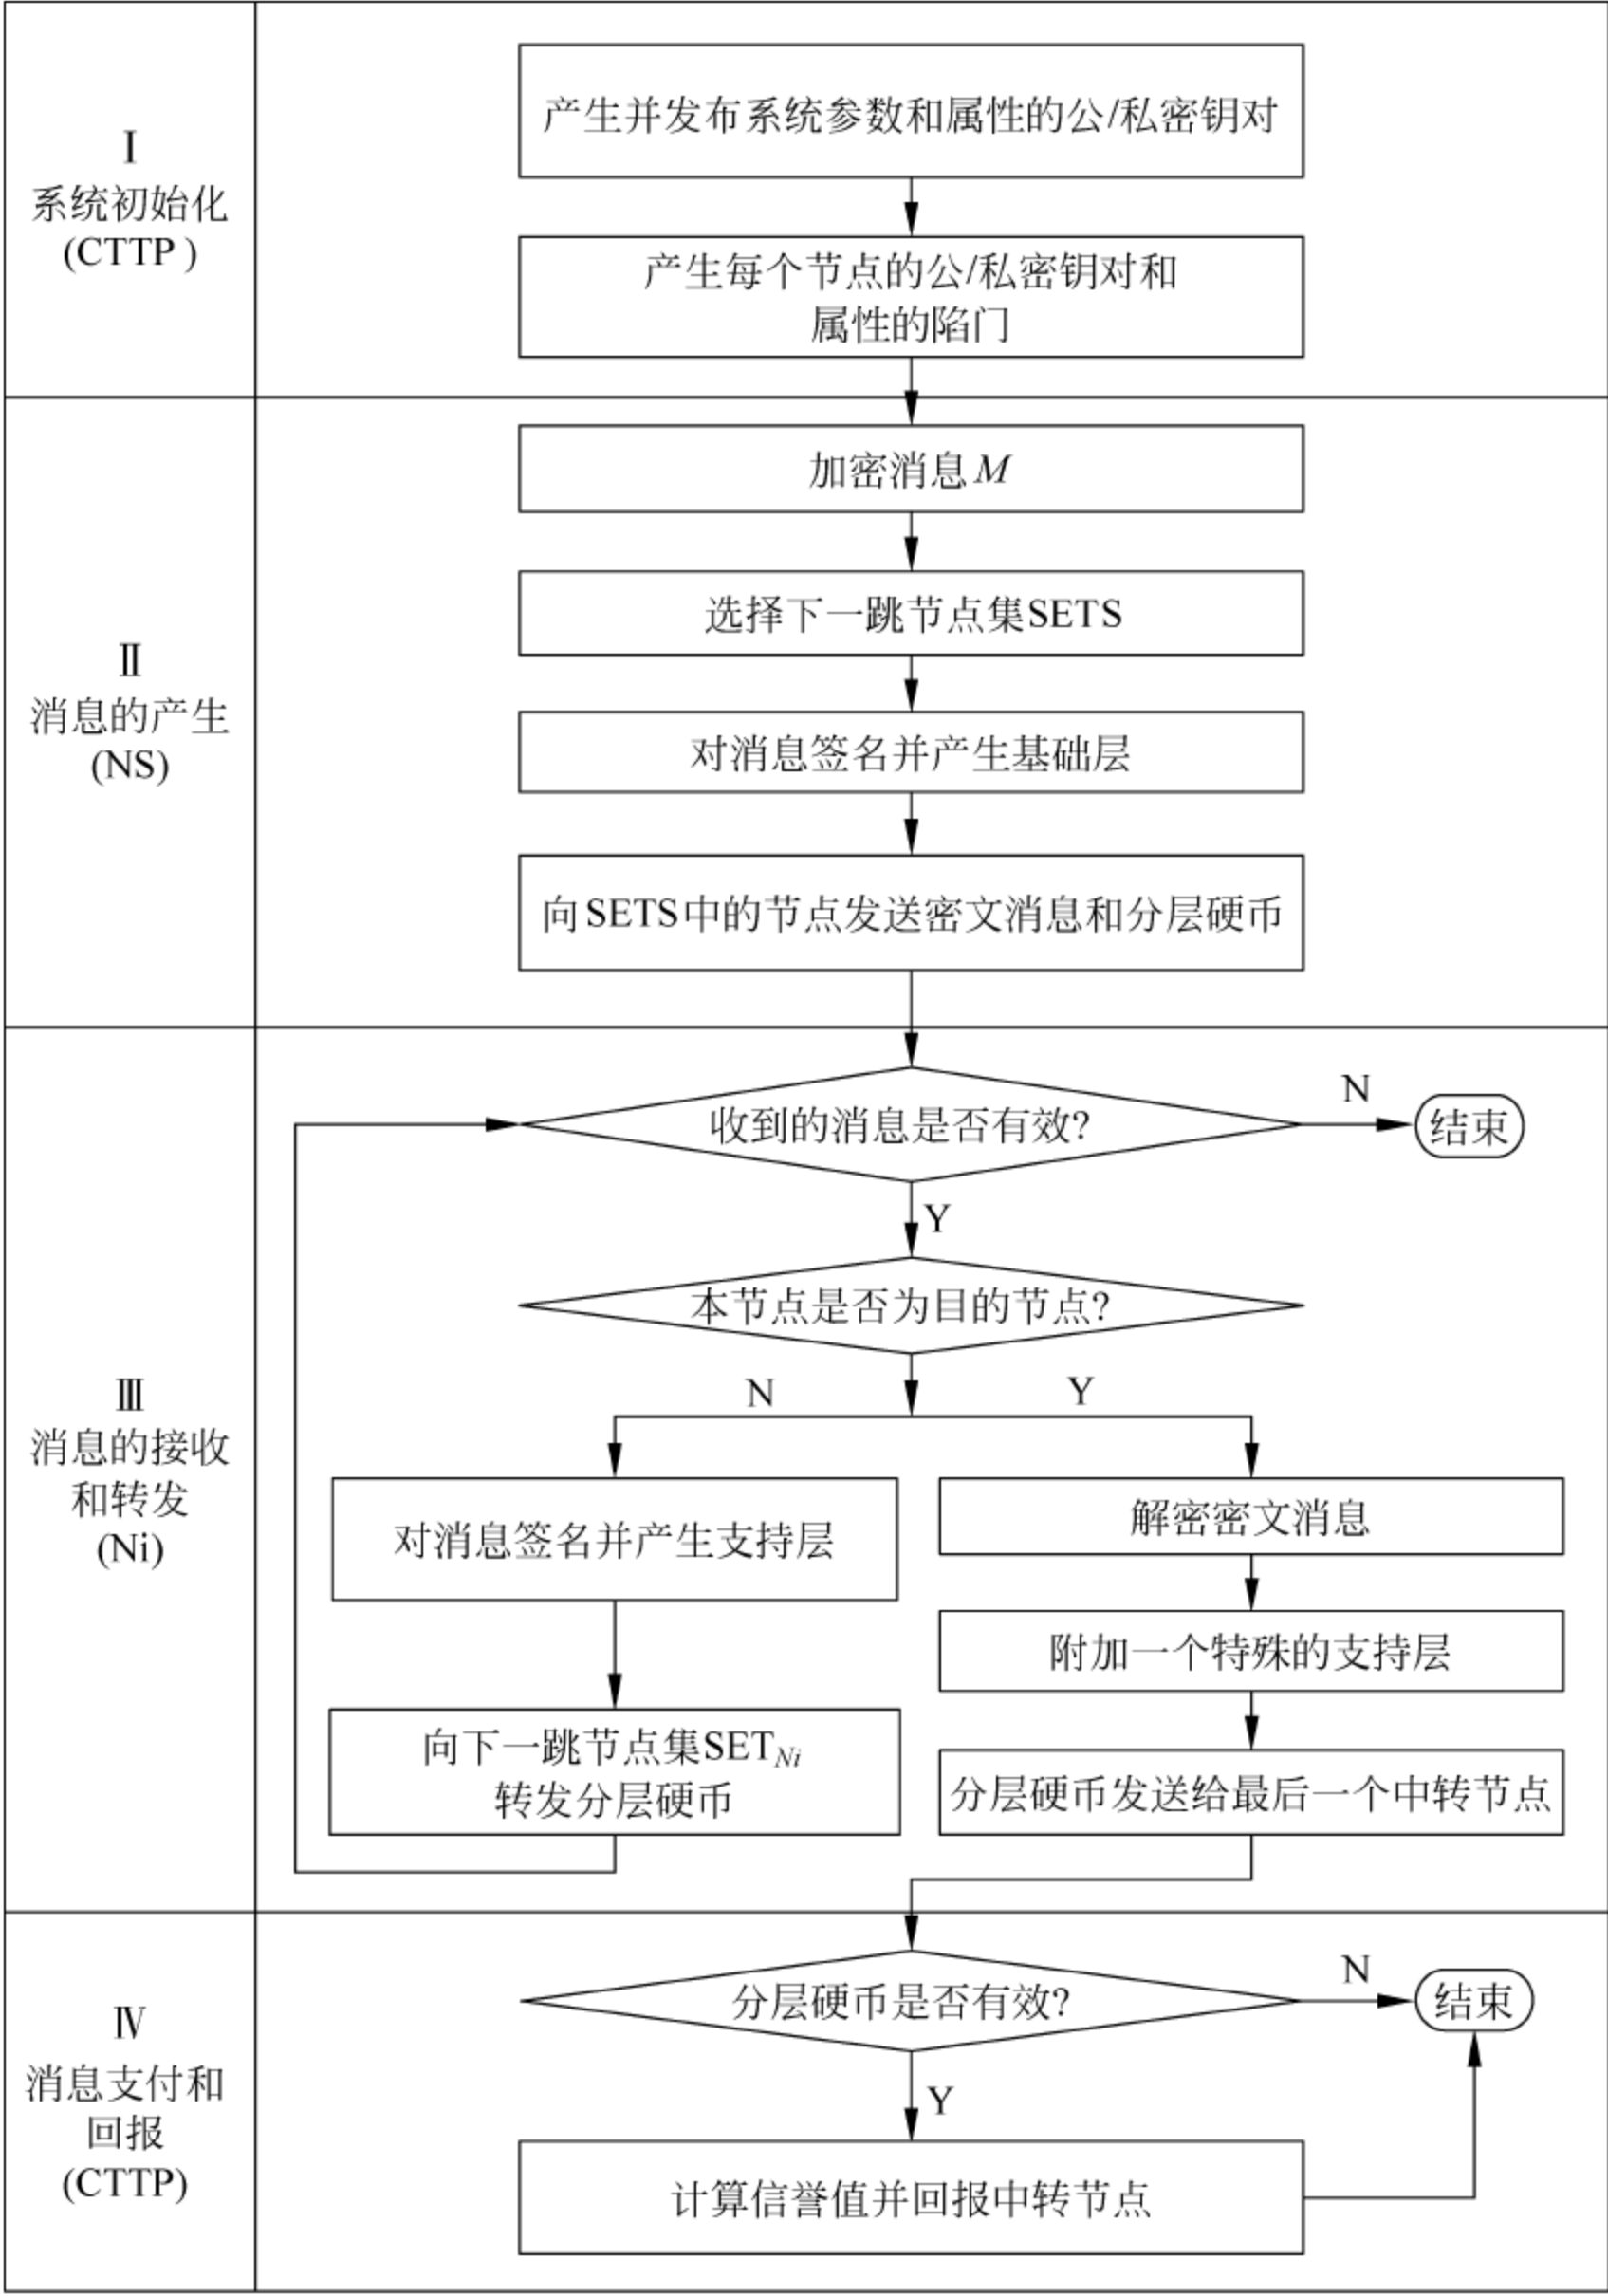 Ⅰ
系统初始化
(CTTP )
产生并发布系统参数和属性的公/私密钥对
产生每个节点的公/私密钥对和
属性的陷门
Ⅱ
消息的产生
(NS)
加密消息M
选择下一跳节点集SETS
对消息签名并产生基础层
向SETS中的节点发送密文消息和分层硬币
Ⅲ
消息的接收
和转发
(Ni)
收到的消息是否有效?
N
结束
Y
本节点是否为目的节点?
N
Y
对消息签名并产生支持层
向下一跳节点集SETNi
转发分层硬币
解密密文消息
附加一个特殊的支持层
分层硬币发送给最后一个中转节点
Ⅳ
消息支付和
回报
(CTTP)
分层硬币是否有效?
N
结束
Y
计算信誉值并回报中转节点